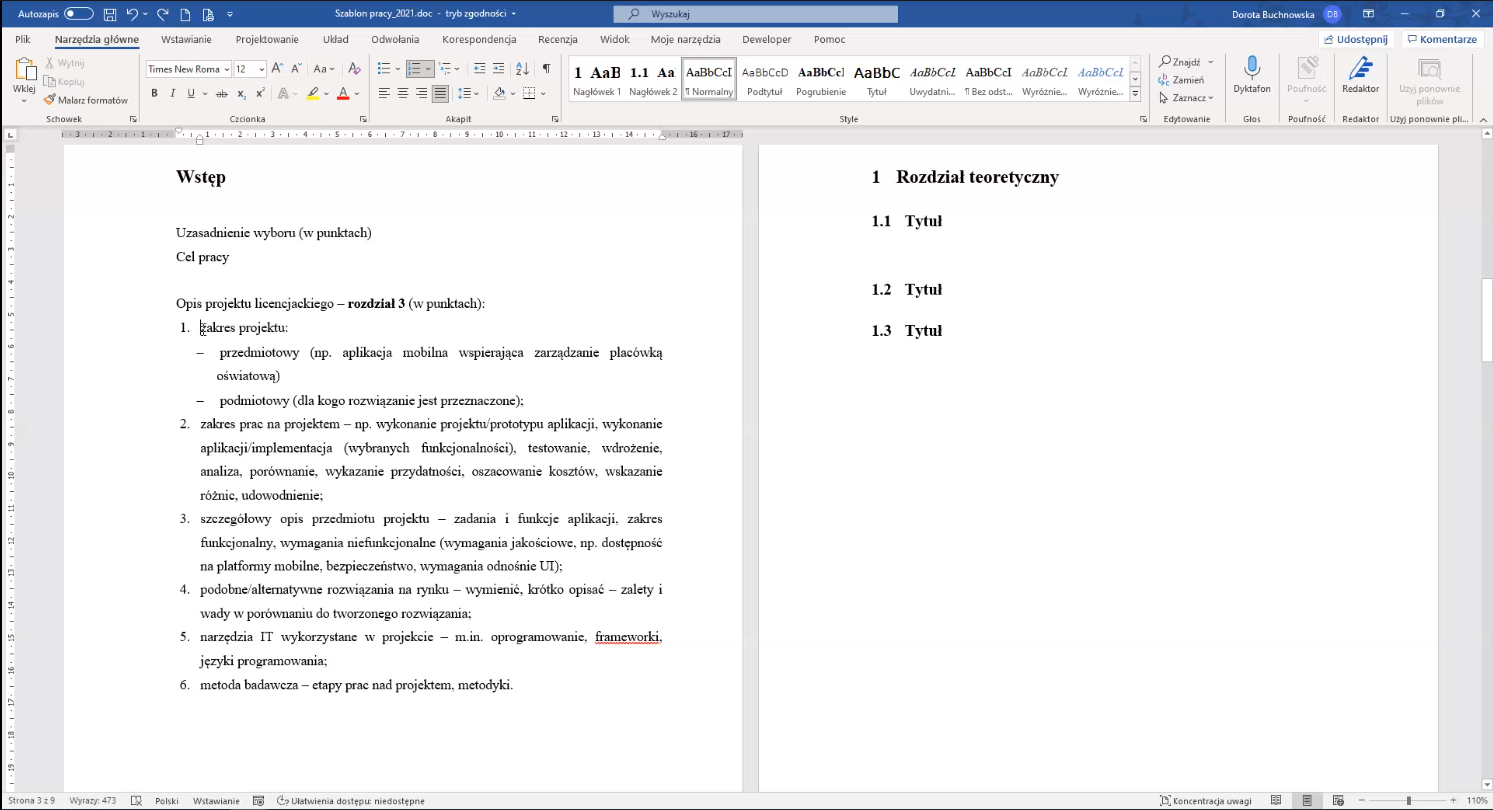 Autozapis
Szablon pracy_2021.doc - tryb zgodności
Wyszukaj
Dorota Buchnowska DB
Plik Narzędzia główne Wstawianie Projektowanie Układ Odwołania Korespondencja Recenzja Widok Moje narzędzia Deweloper Pomoc
Udostępnij Komentarze
Wklej
Wytnij
Kopiuj
Malarz formatów
Schowek
Times New Roma 12
Czcionka
Akapit
1 AaB 1.1 Aa AaBbCcI AaBbCcD AaBbCcI AaBbC AaBbCcL AaBbCcI AaBbCcL AaBbCcL
Nagłówek 1 Nagłówek 2 ¶ Normalny Podtytuł Pogrubienie Tytuł Uwydatni... ¶ Bez odst... Wyróżnie... Wyróżnie...
Style
Znajdź
Zamień
Zaznacz
Edytowanie
Dyktafon
Głos
Poufność
Poufność
Redaktor
Redaktor
Użyj ponownie
plików
Użyj ponownie pli...
Wstęp
Uzasadnienie wyboru (w punktach)
Cel pracy
Opis projektu licencjackiego – rozdział 3 (w punktach):
1. zakres projektu:
– przedmiotowy (np. aplikacja mobilna wspierająca zarządzanie placówką
oświatową)
– podmiotowy (dla kogo rozwiązanie jest przeznaczone);
2. zakres prac na projektem – np. wykonanie projektu/prototypu aplikacji, wykonanie
aplikacji/implementacja (wybranych funkcjonalności), testowanie, wdrożenie,
analiza, porównanie, wykazanie przydatności, oszacowanie kosztów, wskazanie
różnic, udowodnienie;
3. szczegółowy opis przedmiotu projektu – zadania i funkcje aplikacji, zakres
funkcjonalny, wymagania niefunkcjonalne (wymagania jakościowe, np. dostępność
na platformy mobilne, bezpieczeństwo, wymagania odnośnie UI);
4. podobne/alternatywne rozwiązania na rynku – wymienić, krótko opisać – zalety i
wady w porównaniu do tworzonego rozwiązania;
5. narzędzia IT wykorzystane w projekcie – m.in. oprogramowanie, frameworki,
języki programowania;
6. metoda badawcza – etapy prac nad projektem, metodyki.
1 Rozdział teoretyczny
1.1 Tytuł
1.2 Tytuł
1.3 Tytuł
Strona 3 z 9 Wyrazy: 473 Polski Wstawianie Ułatwienia dostępu: niedostępne
Koncentracja uwagi 110%